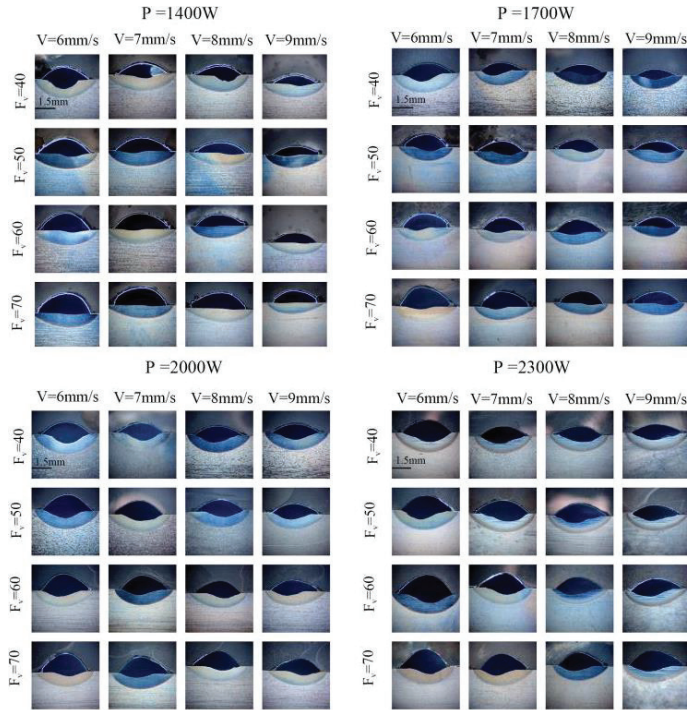 P =1400W
V=6mm/s V=7mm/s V=8mm/s V=9mm/s
Fv=40
1.5mm
Fv=50
Fv=60
Fv=70
P =1700W
V=6mm/s V=7mm/s V=8mm/s V=9mm/s
Fv=40
1.5mm
Fv=50
Fv=60
Fv=70
P =2000W
V=6mm/s V=7mm/s V=8mm/s V=9mm/s
Fv=40
1.5mm
Fv=50
Fv=60
Fv=70
P =2300W
V=6mm/s V=7mm/s V=8mm/s V=9mm/s
Fv=40
1.5mm
Fv=50
Fv=60
Fv=70